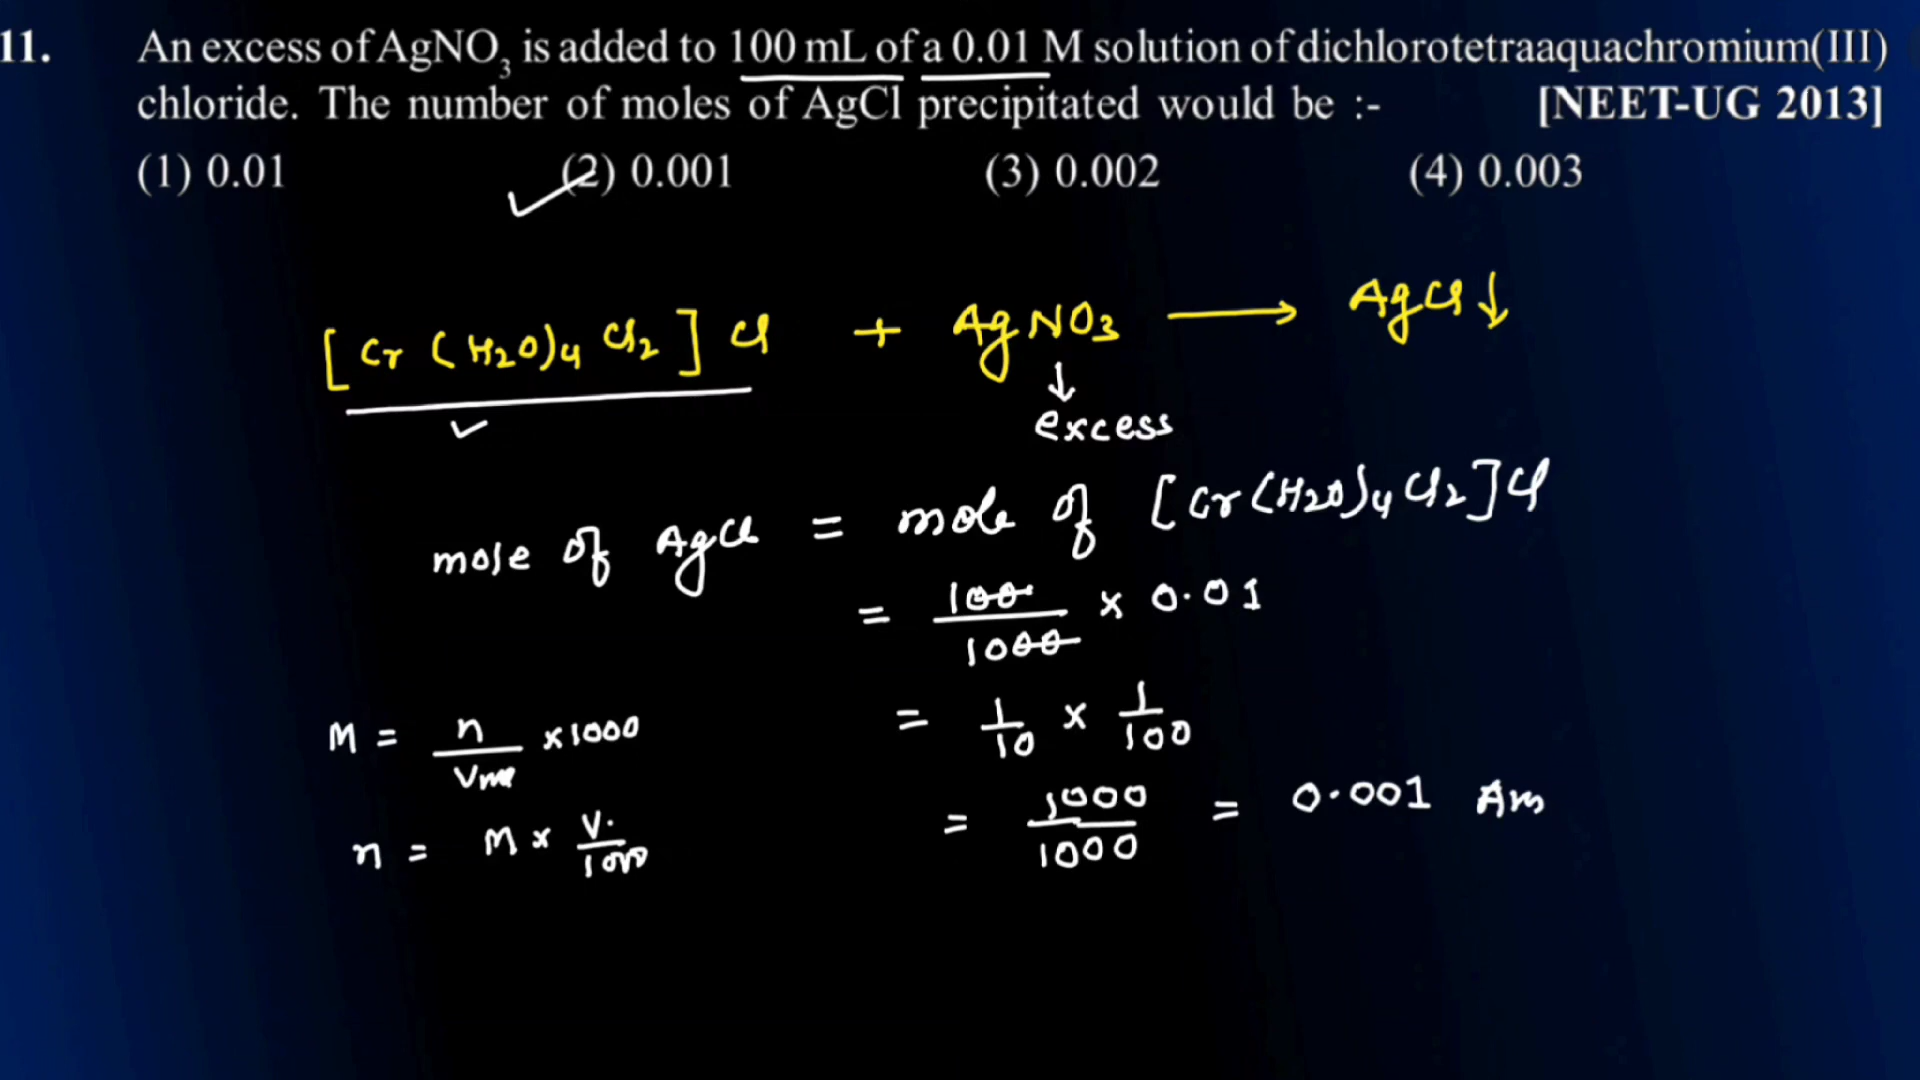 11. An excess of AgNO₃ is added to 100 mL of a 0.01 M solution of dichlorotetraaquachromium(III)
chloride. The number of moles of AgCl precipitated would be :- [NEET-UG 2013]
(1) 0.01 (2) 0.001 (3) 0.002 (4) 0.003
[Cr(H₂O)₄Cl₂]Cl + AgNO₃ → AgCl↓
↓
excess
mole of AgCl = mole of [Cr(H₂O)₄Cl₂]Cl
= 100/1000 × 0.01
M = n/Vml × 1000
= 1/10 × 1/100
n = M × V./1000
= 1000/1000 = 0.001 Ans